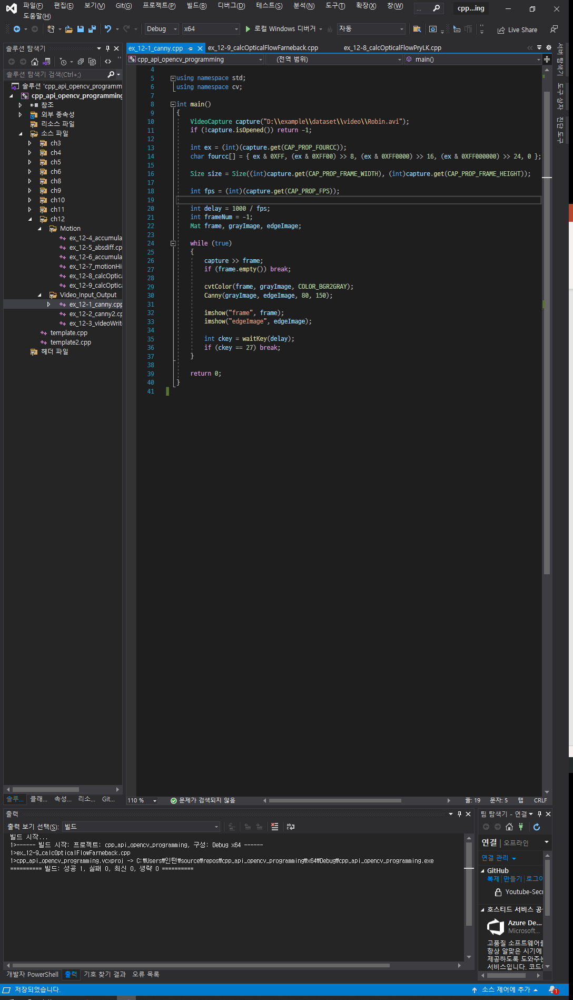 파일(F) 편집(E) 보기(V) Git(G) 프로젝트(P) 빌드(B) 디버그(D) 테스트(S) 분석(N) 도구(T) 확장(X) 창(W) ... cpp...ing
도움말(H)
Debug x64 로컬 Windows 디버거 자동 Live Share
솔루션 탐색기
솔루션 탐색기 검색(Ctrl+;)
솔루션 'cpp_api_opencv_programm
cpp_api_opencv_programming
참조
외부 종속성
리소스 파일
소스 파일
ch3
ch4
ch5
ch6
ch8
ch9
ch10
ch11
ch12
Motion
ex_12-4_accumula
ex_12-5_absdiff.cp
ex_12-6_accumula
ex_12-7_motionHi
ex_12-8_calcOptic
ex_12-9_calcOptic
Video_Input_Output
ex_12-1_canny.cpp
ex_12-2_canny2.cp
ex_12-3_videoWrit
template.cpp
template2.cpp
헤더 파일
솔루... 클래... 속성... 리소... Git...
ex_12-1_canny.cpp ex_12-9_calcOpticalFlowFarneback.cpp ex_12-8_calcOpticalFlowPryLK.cpp
cpp_api_opencv_programming (전역 범위) main()
4
5 using namespace std;
6 using namespace cv;
7
8 int main()
9 {
10 VideoCapture capture("D:\\example\\dataset\\video\\Robin.avi");
11 if (!capture.isOpened()) return -1;
12
13 int ex = (int)(capture.get(CAP_PROP_FOURCC));
14 char fourcc[] = { ex & 0XFF, (ex & 0XFF00) >> 8, (ex & 0XFF0000) >> 16, (ex & 0XFF000000) >> 24, 0 };
15
16 Size size = Size((int)capture.get(CAP_PROP_FRAME_WIDTH), (int)capture.get(CAP_PROP_FRAME_HEIGHT));
17
18 int fps = (int)(capture.get(CAP_PROP_FPS));
19
20 int delay = 1000 / fps;
21 int frameNum = -1;
22 Mat frame, grayImage, edgeImage;
23
24 while (true)
25 {
26 capture >> frame;
27 if (frame.empty()) break;
28
29 cvtColor(frame, grayImage, COLOR_BGR2GRAY);
30 Canny(grayImage, edgeImage, 80, 150);
31
32 imshow("frame", frame);
33 imshow("edgeImage", edgeImage);
34
35 int ckey = waitKey(delay);
36 if (ckey == 27) break;
37 }
38
39 return 0;
40 }
41
110 % 문제가 검색되지 않음 줄: 19 문자: 5 탭 CRLF
서버 탐색기
도구 상자
진단 도구
출력
출력 보기 선택(S): 빌드
빌드 시작...
1>------ 빌드 시작: 프로젝트: cpp_api_opencv_programming, 구성: Debug x64 ------
1>ex_12-9_calcOpticalFlowFarneback.cpp
1>cpp_api_opencv_programming.vcxproj -> C:₩Users₩인턴₩source₩repos₩cpp_api_opencv_programming₩x64₩Debug₩cpp_api_opencv_programming.exe
========== 빌드: 성공 1, 실패 0, 최신 0, 생략 0 ==========
개발자 PowerShell 출력 기호 찾기 결과 오류 목록
팀 탐색기 - 연결
연결 | 오프라인
연결 관리
GitHub
복제 | 만들기 | 로그아
Youtube-Secr
호스티드 서비스 공
Azure De...
Microsoft...
고품질 소프트웨어를
항상 알맞은 시기에
제공하도록 도와주는
서비스입니다. 코드
저장되었습니다. 소스 제어에 추가 1